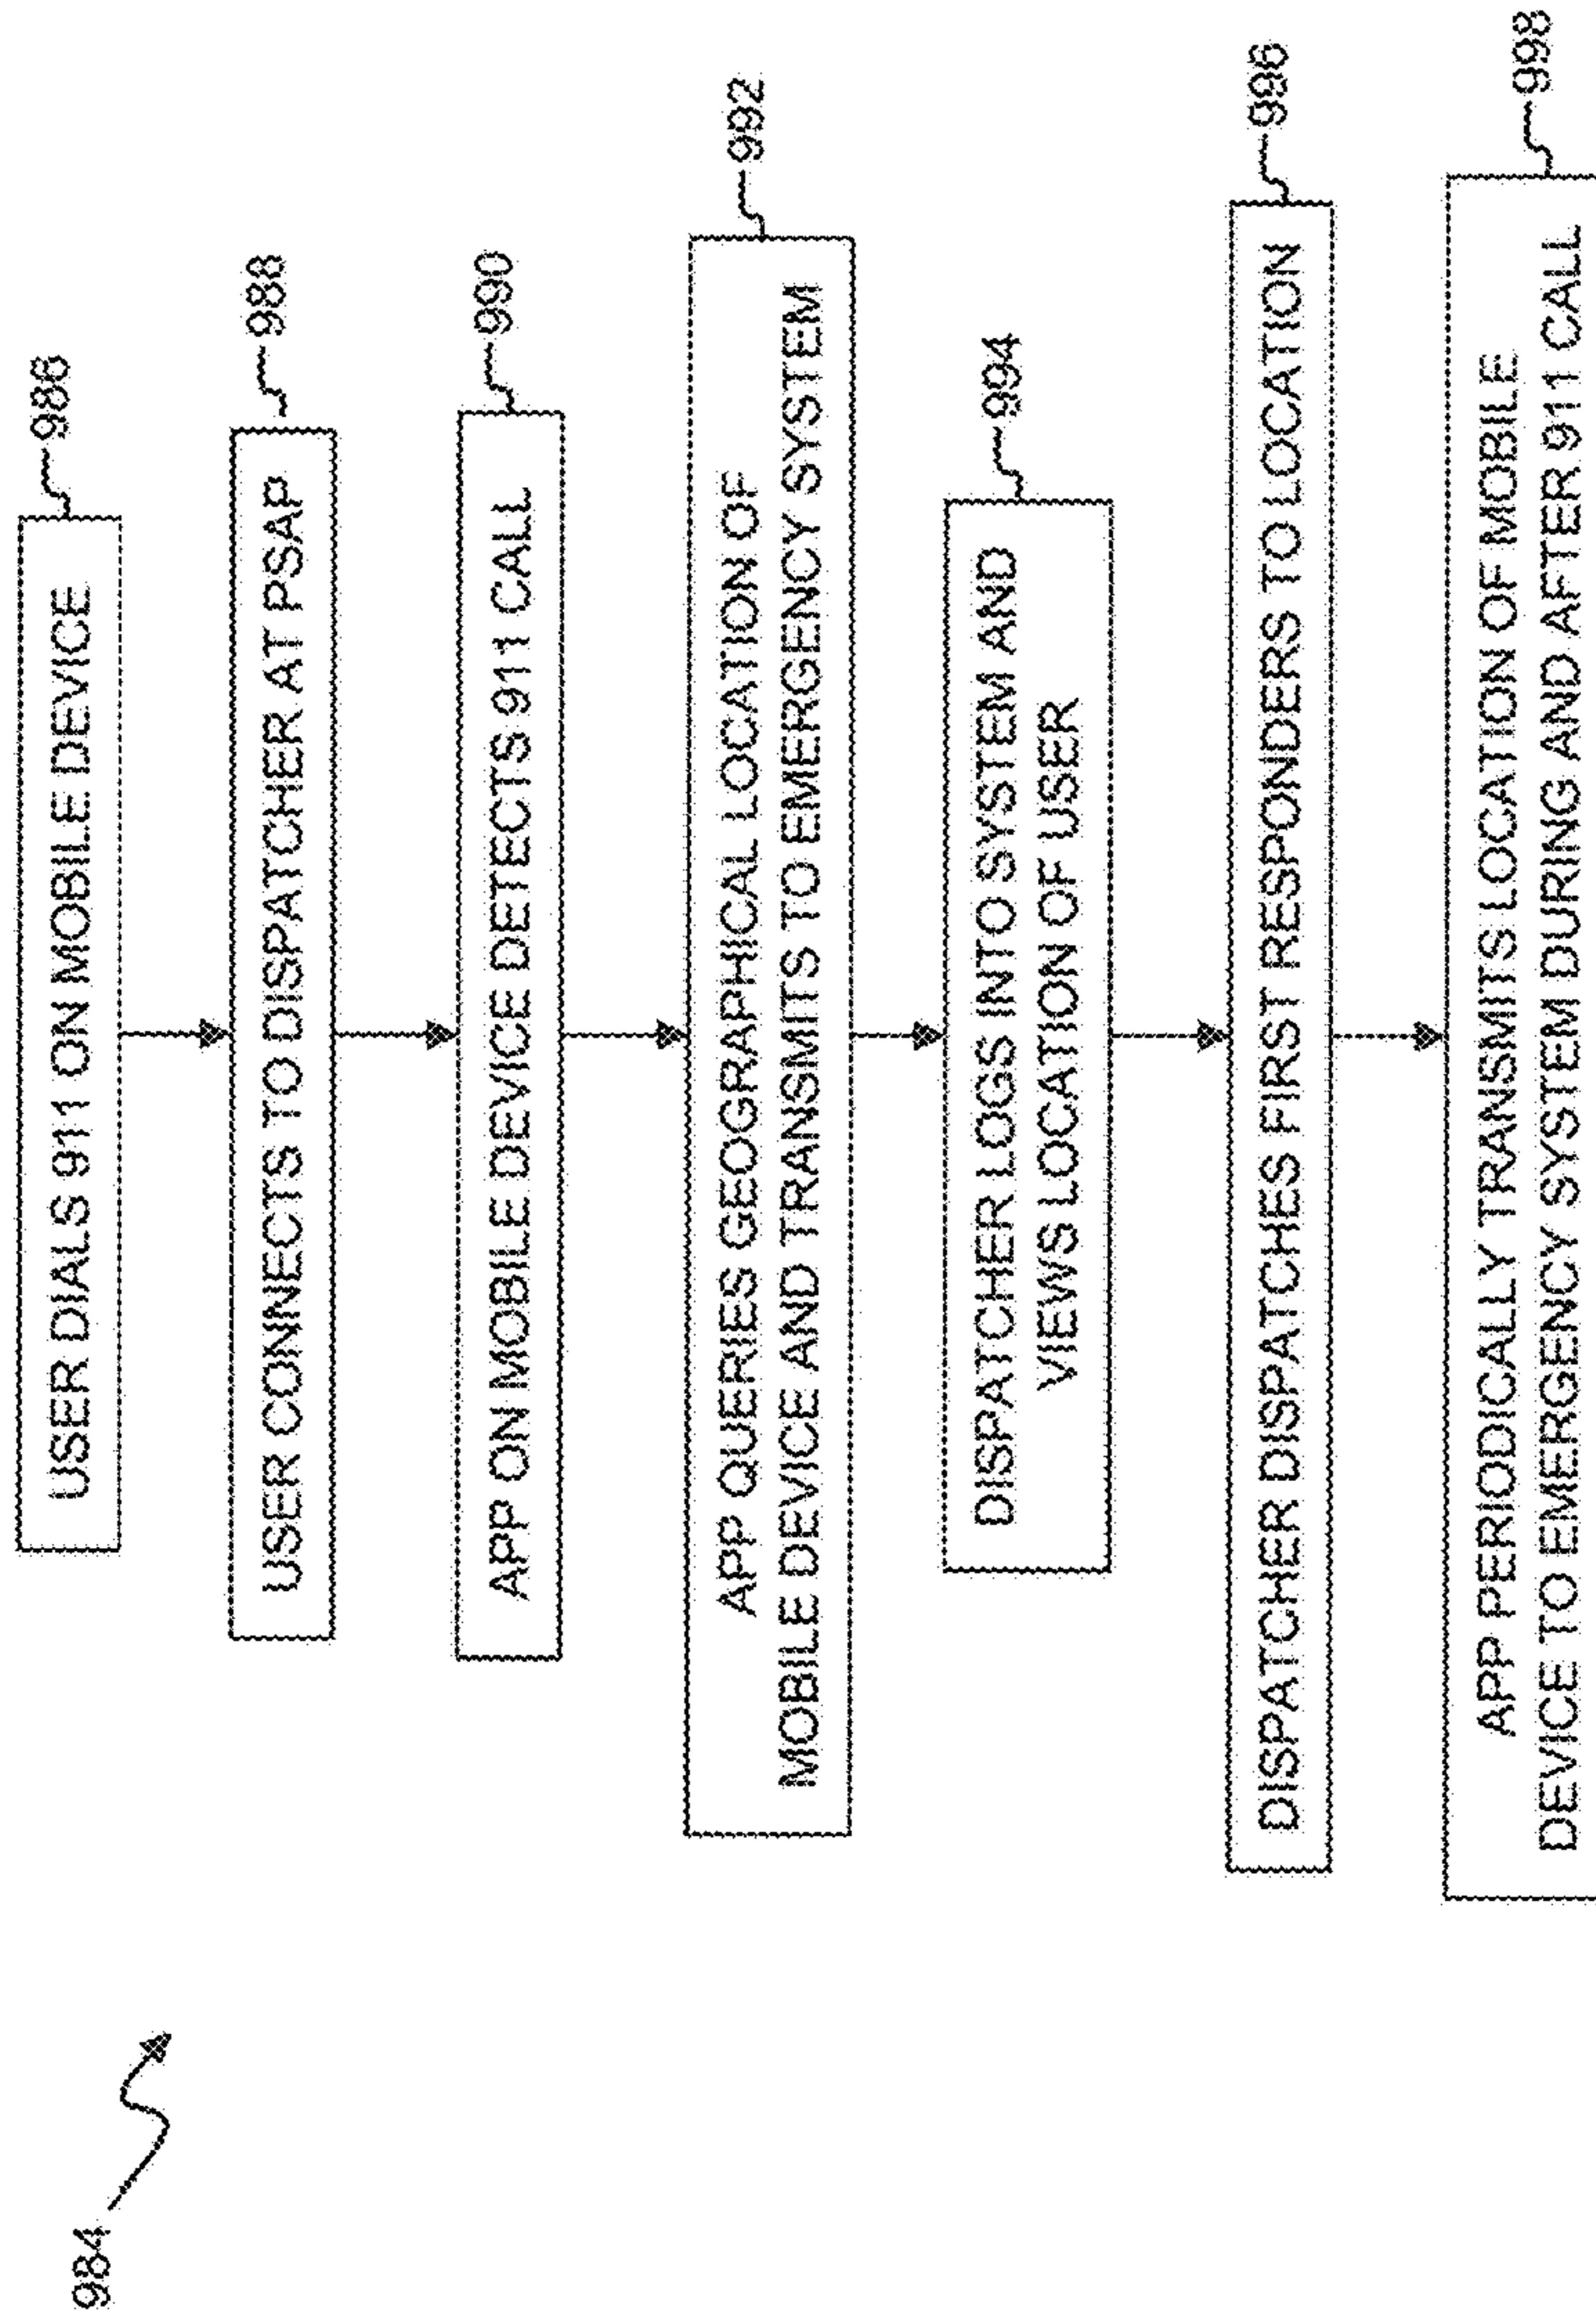 984
USER DIALS 911 ON MOBILE DEVICE
986
USER CONNECTS TO DISPATCHER AT PSAP
988
APP ON MOBILE DEVICE DETECTS 911 CALL
990
APP QUERIES GEOGRAPHICAL LOCATION OF
MOBILE DEVICE AND TRANSMITS TO EMERGENCY SYSTEM
992
DISPATCHER LOGS INTO SYSTEM AND
VIEWS LOCATION OF USER
994
DISPATCHER DISPATCHES FIRST RESPONDERS TO LOCATION
996
APP PERIODICALLY TRANSMITS LOCATION OF MOBILE
DEVICE TO EMERGENCY SYSTEM DURING AND AFTER 911 CALL
998